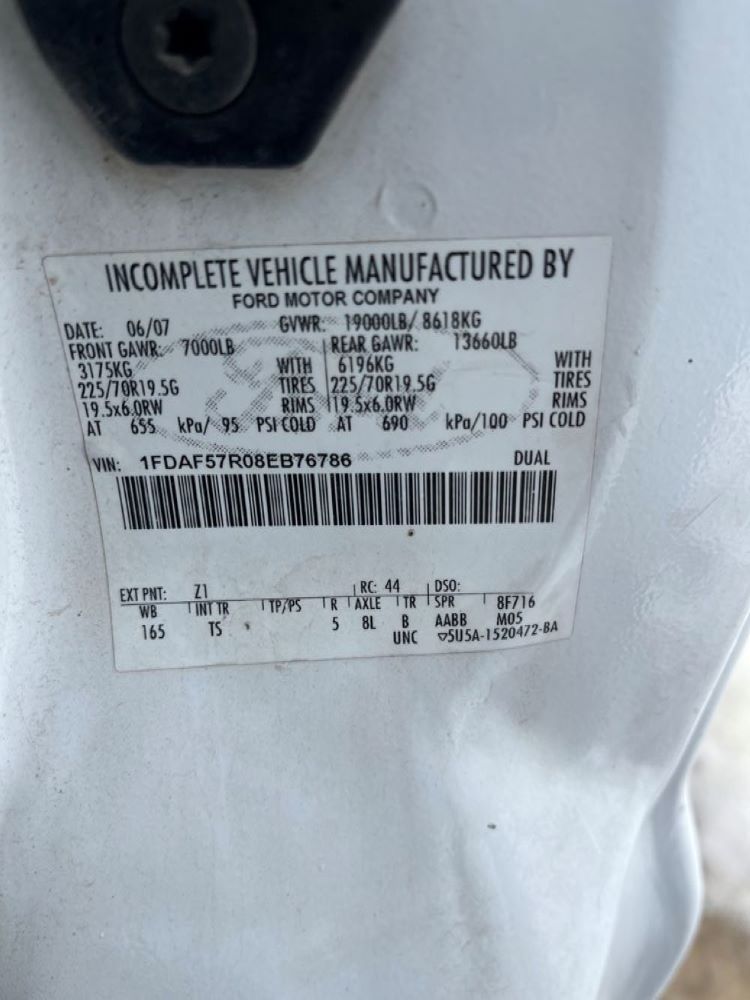 INCOMPLETE VEHICLE MANUFACTURED BY
FORD MOTOR COMPANY
DATE: 06/07 GVWR: 19000LB/ 8618KG
FRONT GAWR: 7000LB REAR GAWR: 13660LB
3175KG WITH 6196KG WITH
225/70R19.5G TIRES 225/70R19.5G TIRES
19.5x6.0RW RIMS 19.5x6.0RW RIMS
AT 655 kPa/ 95 PSI COLD AT 690 kPa/100 PSI COLD
VIN: 1FDAF57R08EB76786 DUAL
EXT PNT: Z1 RC: 44 DSO:
WB INT TR TP/PS R AXLE TR SPR 8F716
165 TS 5 8L B AABB M05
UNC ▽5U5A-1520472-BA